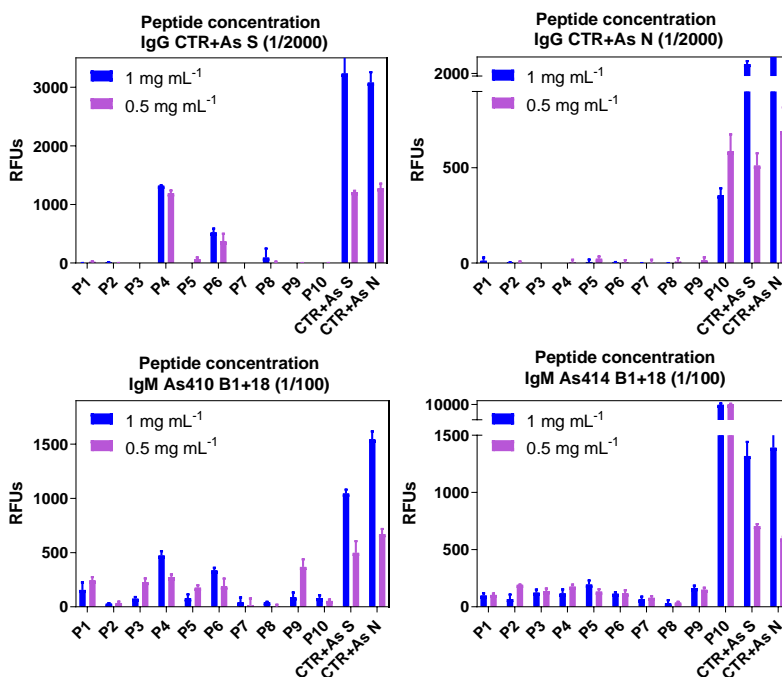 Peptide concentration
IgG CTR+As S (1/2000)
1 mg mL-1
0.5 mg mL-1
RFUs
3000
2000
1000
0
P1
P2
P3
P4
P5
P6
P7
P8
P9
P10
CTR+As S
CTR+As N
Peptide concentration
IgG CTR+As N (1/2000)
1 mg mL-1
0.5 mg mL-1
RFUs
2000
500
0
P1
P2
P3
P4
P5
P6
P7
P8
P9
P10
CTR+As S
CTR+As N
Peptide concentration
IgM As410 B1+18 (1/100)
1 mg mL-1
0.5 mg mL-1
RFUs
1500
1000
500
0
P1
P2
P3
P4
P5
P6
P7
P8
P9
P10
CTR+As S
CTR+As N
Peptide concentration
IgM As414 B1+18 (1/100)
1 mg mL-1
0.5 mg mL-1
RFUs
10000
1500
1000
500
0
P1
P2
P3
P4
P5
P6
P7
P8
P9
P10
CTR+As S
CTR+As N